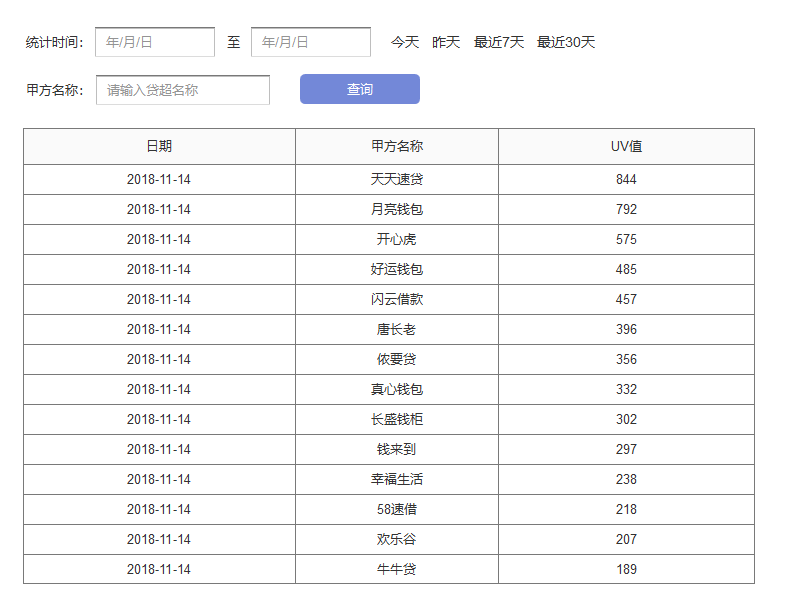 统计时间： 年/月/日 至 年/月/日 今天 昨天 最近7天 最近30天
甲方名称： 请输入贷超名称 查询
日期 甲方名称 UV值
2018-11-14 天天速贷 844
2018-11-14 月亮钱包 792
2018-11-14 开心虎 575
2018-11-14 好运钱包 485
2018-11-14 闪云借款 457
2018-11-14 唐长老 396
2018-11-14 侬要贷 356
2018-11-14 真心钱包 332
2018-11-14 长盛钱柜 302
2018-11-14 钱来到 297
2018-11-14 幸福生活 238
2018-11-14 58速借 218
2018-11-14 欢乐谷 207
2018-11-14 牛牛贷 189